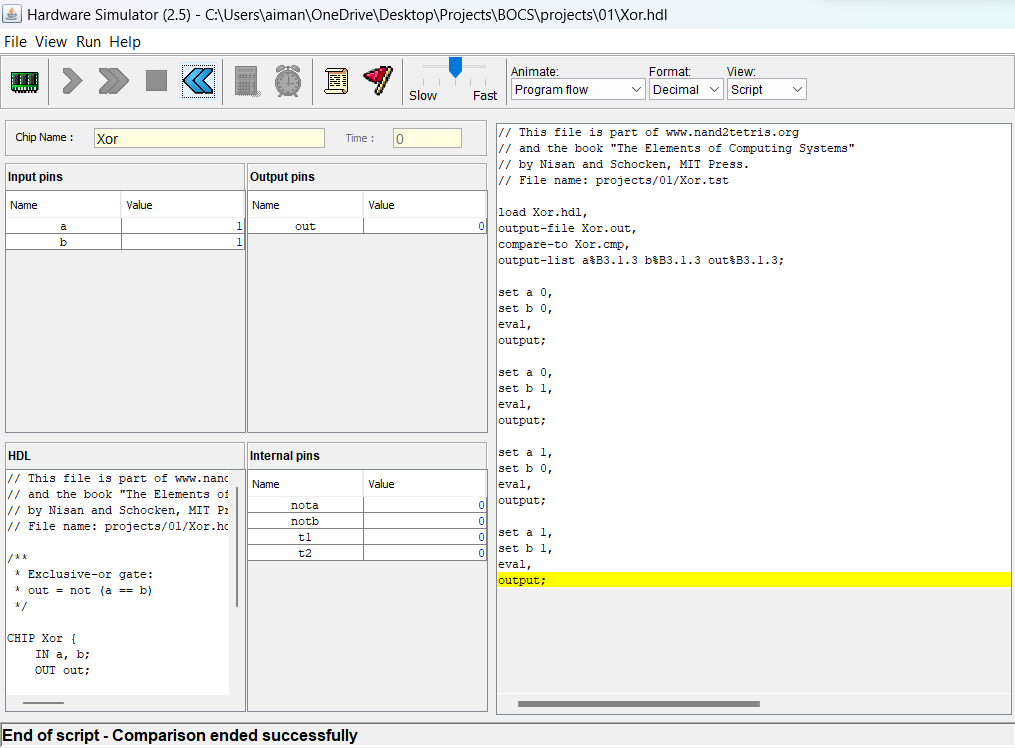 Hardware Simulator (2.5) - C:\Users\aiman\OneDrive\Desktop\Projects\BOCS\projects\01\Xor.hdl
File View Run Help
Animate: Format: View:
Slow Fast Program flow Decimal Script
Chip Name : Xor Time : 0
Input pins
Name Value
a 1
b 1
Output pins
Name Value
out 0
HDL
// This file is part of www.nand
// and the book "The Elements of
// by Nisan and Schocken, MIT Pr
// File name: projects/01/Xor.hd
/**
* Exclusive-or gate:
* out = not (a == b)
*/
CHIP Xor {
IN a, b;
OUT out;
Internal pins
Name Value
nota 0
notb 0
t1 0
t2 0
// This file is part of www.nand2tetris.org
// and the book "The Elements of Computing Systems"
// by Nisan and Schocken, MIT Press.
// File name: projects/01/Xor.tst
load Xor.hdl,
output-file Xor.out,
compare-to Xor.cmp,
output-list a%B3.1.3 b%B3.1.3 out%B3.1.3;
set a 0,
set b 0,
eval,
output;
set a 0,
set b 1,
eval,
output;
set a 1,
set b 0,
eval,
output;
set a 1,
set b 1,
eval,
output;
End of script - Comparison ended successfully